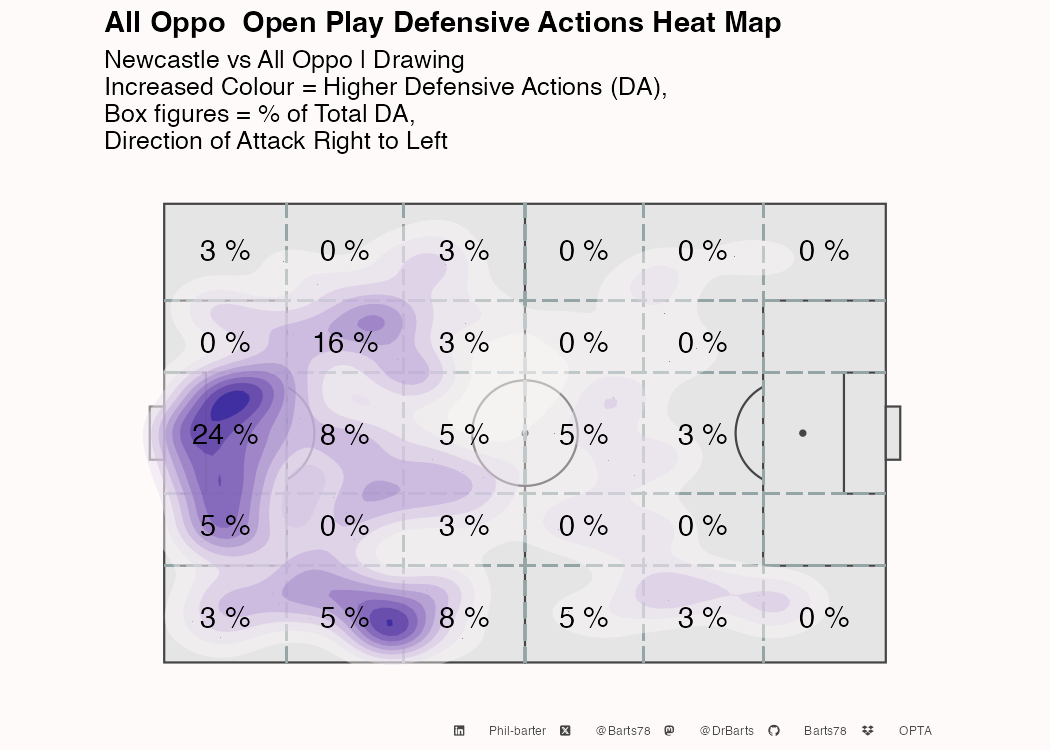 All Oppo  Open Play Defensive Actions Heat Map
Newcastle vs All Oppo | Drawing
Increased Colour = Higher Defensive Actions (DA),
Box figures = % of Total DA,
Direction of Attack Right to Left
3 % 0 % 3 % 0 % 0 % 0 %
0 % 16 % 3 % 0 % 0 %
24 % 8 % 5 % 5 % 3 %
5 % 0 % 3 % 0 % 0 %
3 % 5 % 8 % 5 % 3 % 0 %
Phil-barter @Barts78 @DrBarts Barts78 OPTA